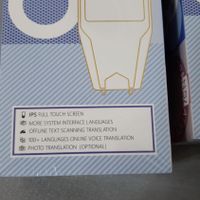 IPS FULL TOUCH SCREEN
MORE SYSTEM INTERFACE LANGUAGES
OFFLINE TEXT SCANNING TRANSLATION
100+ LANGUAGES ONLINE VOICE TRANSLATION
PHOTO TRANSLATION (OPTIONAL)